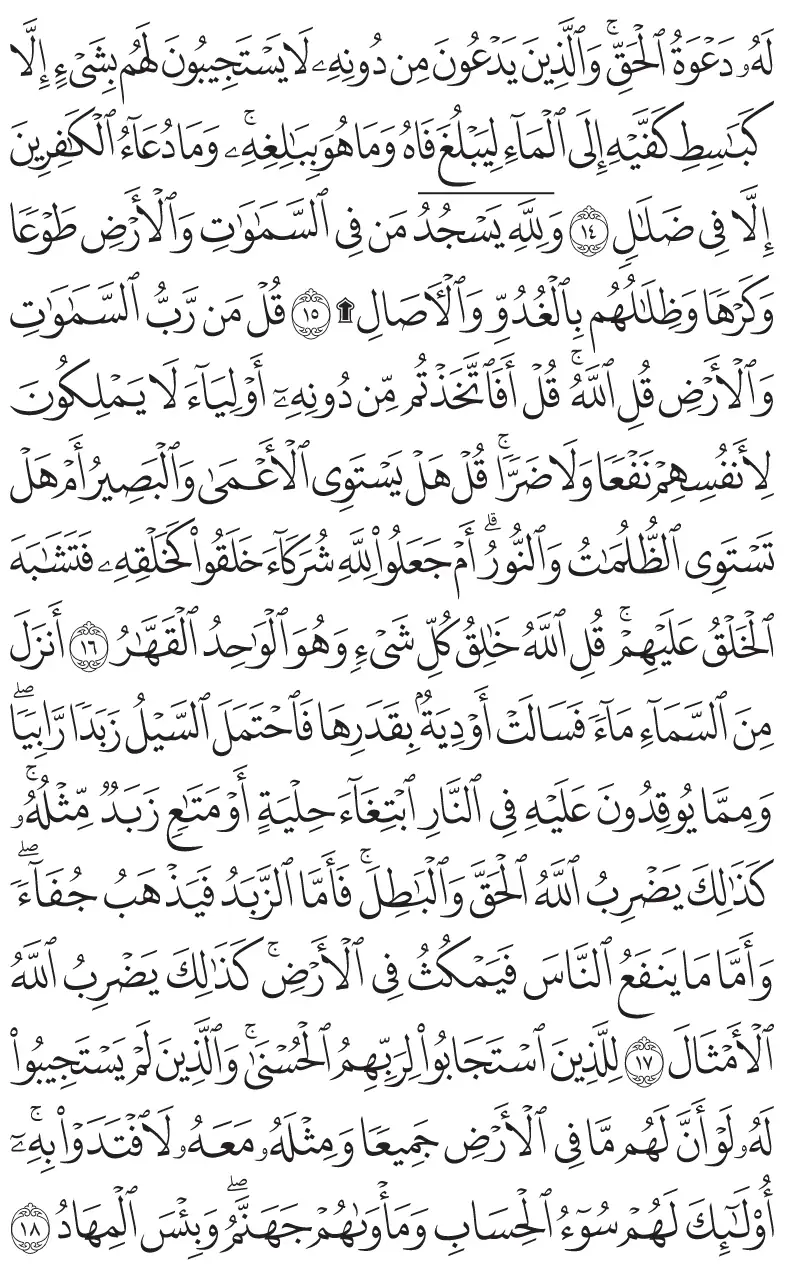 لَهُۥ دَعۡوَةُ ٱلۡحَقِّۚ وَٱلَّذِينَ يَدۡعُونَ مِن دُونِهِۦ لَا يَسۡتَجِيبُونَ لَهُم بِشَيۡءٍ إِلَّا
كَبَٰسِطِ كَفَّيۡهِ إِلَى ٱلۡمَآءِ لِيَبۡلُغَ فَاهُ وَمَا هُوَ بِبَٰلِغِهِۦۚ وَمَا دُعَآءُ ٱلۡكَٰفِرِينَ
إِلَّا فِي ضَلَٰلٖ ١٤ وَلِلَّهِۤ يَسۡجُدُۤ مَن فِي ٱلسَّمَٰوَٰتِ وَٱلۡأَرۡضِ طَوۡعٗا
وَكَرۡهٗا وَظِلَٰلُهُم بِٱلۡغُدُوِّ وَٱلۡأٓصَالِ۩ ١٥ قُلۡ مَن رَّبُّ ٱلسَّمَٰوَٰتِ
وَٱلۡأَرۡضِ قُلِ ٱللَّهُۚ قُلۡ أَفَٱتَّخَذۡتُم مِّن دُونِهِۦٓ أَوۡلِيَآءَ لَا يَمۡلِكُونَ
لِأَنفُسِهِمۡ نَفۡعٗا وَلَا ضَرّٗاۚ قُلۡ هَلۡ يَسۡتَوِي ٱلۡأَعۡمَىٰ وَٱلۡبَصِيرُ أَمۡ هَلۡ
تَسۡتَوِي ٱلظُّلُمَٰتُ وَٱلنُّورُۗ أَمۡ جَعَلُواْ لِلَّهِ شُرَكَآءَ خَلَقُواْ كَخَلۡقِهِۦ فَتَشَٰبَهَ
ٱلۡخَلۡقُ عَلَيۡهِمۡۚ قُلِ ٱللَّهُ خَٰلِقُ كُلِّ شَيۡءٖ وَهُوَ ٱلۡوَٰحِدُ ٱلۡقَهَّٰرُ ١٦ أَنزَلَ
مِنَ ٱلسَّمَآءِ مَآءٗ فَسَالَتۡ أَوۡدِيَةُۢ بِقَدَرِهَا فَٱحۡتَمَلَ ٱلسَّيۡلُ زَبَدٗا رَّابِيٗاۖ
وَمِمَّا يُوقِدُونَ عَلَيۡهِ فِي ٱلنَّارِ ٱبۡتِغَآءَ حِلۡيَةٍ أَوۡ مَتَٰعٖ زَبَدٞ مِّثۡلُهُۥۚ
كَذَٰلِكَ يَضۡرِبُ ٱللَّهُ ٱلۡحَقَّ وَٱلۡبَٰطِلَۚ فَأَمَّا ٱلزَّبَدُ فَيَذۡهَبُ جُفَآءٗۖ
وَأَمَّا مَا يَنفَعُ ٱلنَّاسَ فَيَمۡكُثُ فِي ٱلۡأَرۡضِۚ كَذَٰلِكَ يَضۡرِبُ ٱللَّهُ
ٱلۡأَمۡثَالَ ١٧ لِلَّذِينَ ٱسۡتَجَابُواْ لِرَبِّهِمُ ٱلۡحُسۡنَىٰۚ وَٱلَّذِينَ لَمۡ يَسۡتَجِيبُواْ
لَهُۥ لَوۡ أَنَّ لَهُم مَّا فِي ٱلۡأَرۡضِ جَمِيعٗا وَمِثۡلَهُۥ مَعَهُۥ لَٱفۡتَدَوۡاْ بِهِۦٓۚ
أُوْلَٰٓئِكَ لَهُمۡ سُوٓءُ ٱلۡحِسَابِ وَمَأۡوَىٰهُمۡ جَهَنَّمُۖ وَبِئۡسَ ٱلۡمِهَادُ ١٨